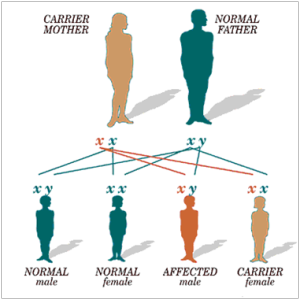 CARRIER MOTHER
NORMAL FATHER
x x
x y
x y
x x
x y
x x
NORMAL male
NORMAL female
AFFECTED male
CARRIER female